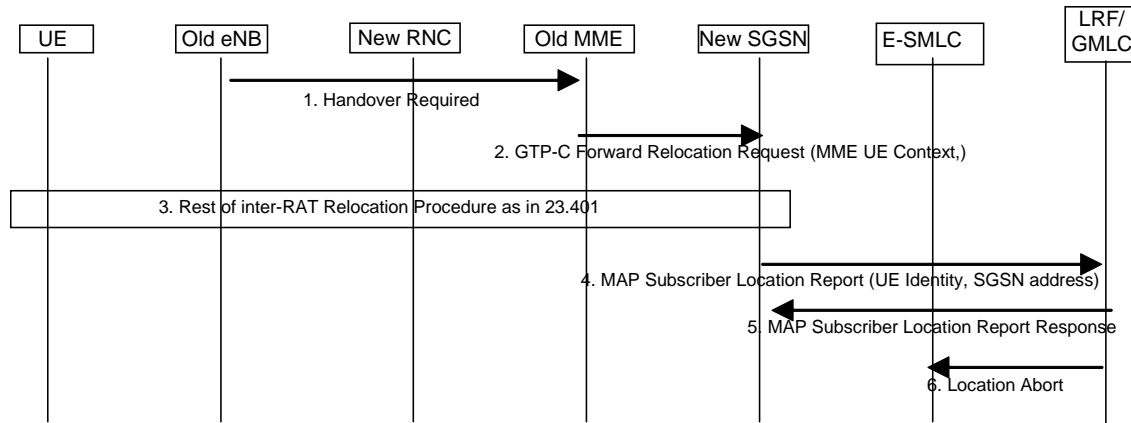 UE
Old eNB
New RNC
Old MME
New SGSN
E-SMLC
LRF/
GMLC
1. Handover Required
2. GTP-C Forward Relocation Request (MME UE Context,)
3. Rest of inter-RAT Relocation Procedure as in 23.401
4. MAP Subscriber Location Report (UE Identity, SGSN address)
5. MAP Subscriber Location Report Response
6. Location Abort